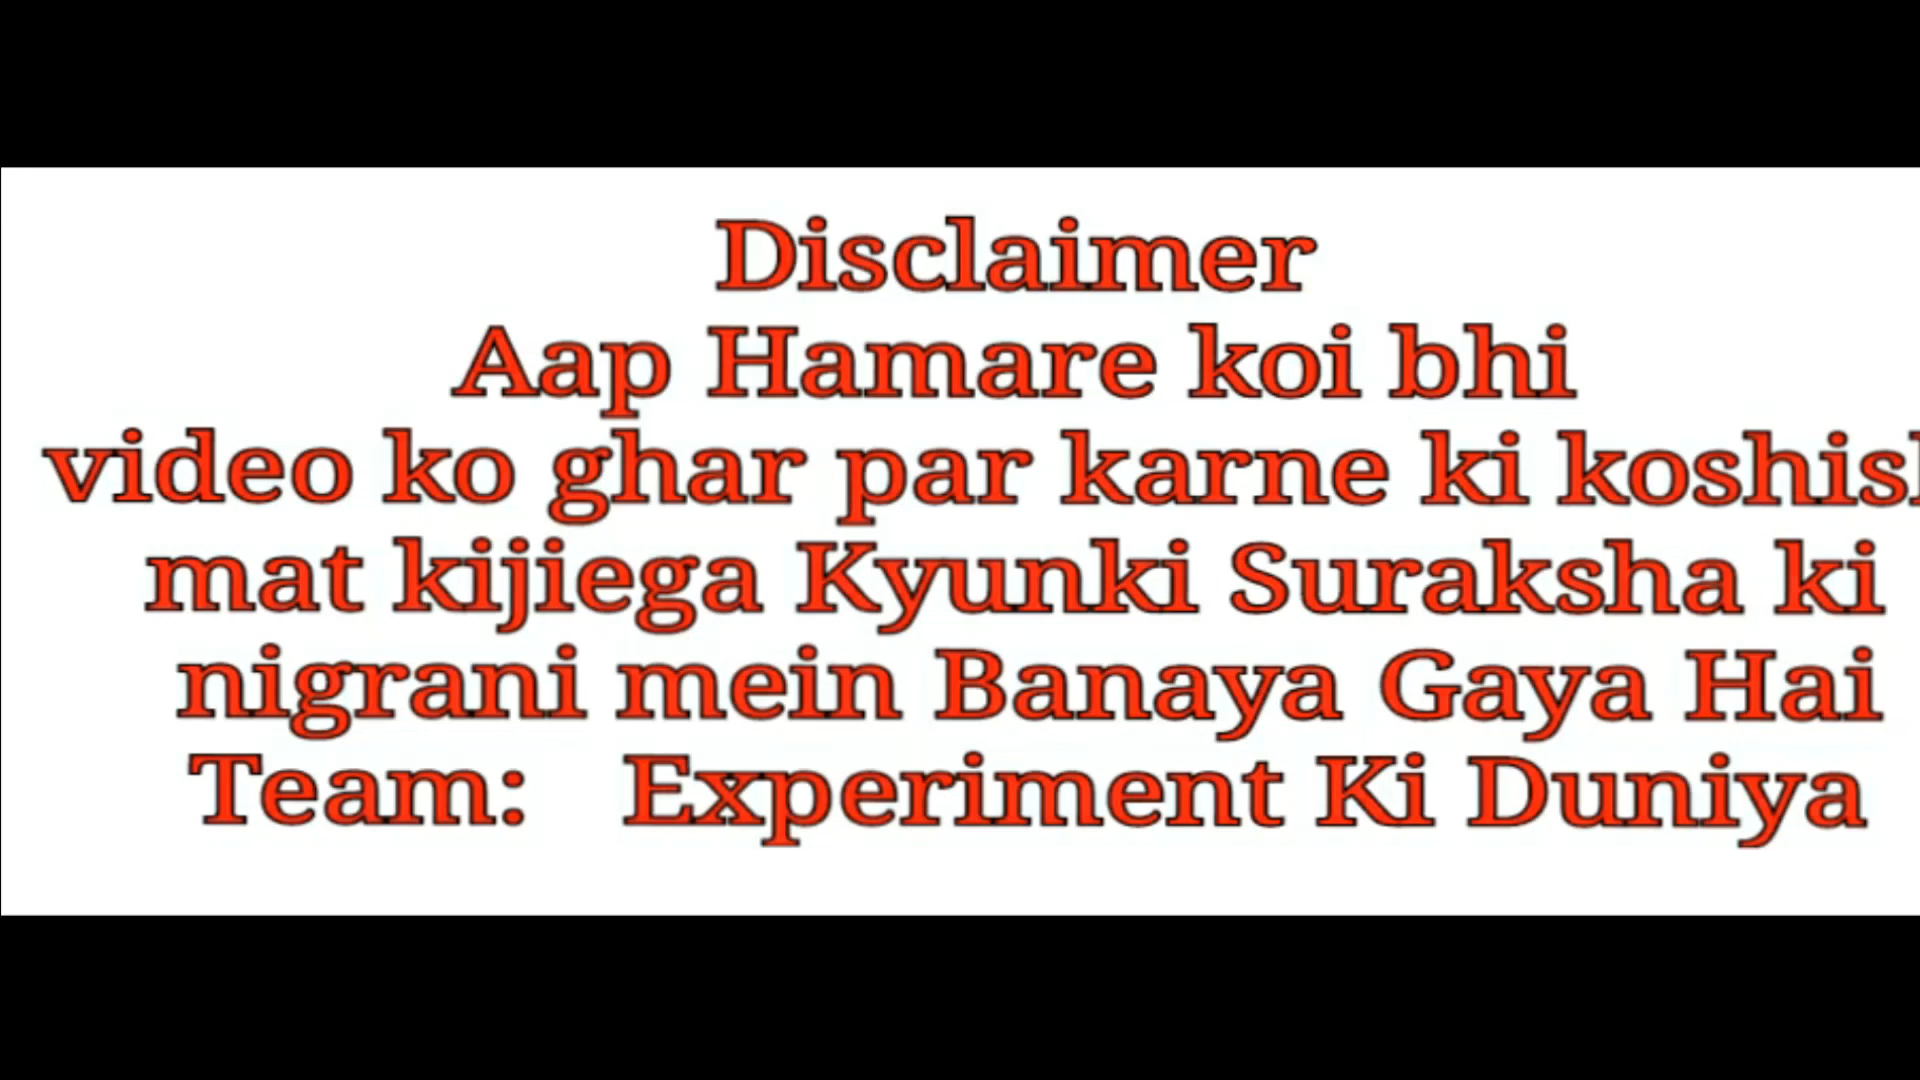 Disclaimer
Aap Hamare koi bhi
video ko ghar par karne ki koshish
mat kijiega Kyunki Suraksha ki
nigrani mein Banaya Gaya Hai
Team: Experiment Ki Duniya